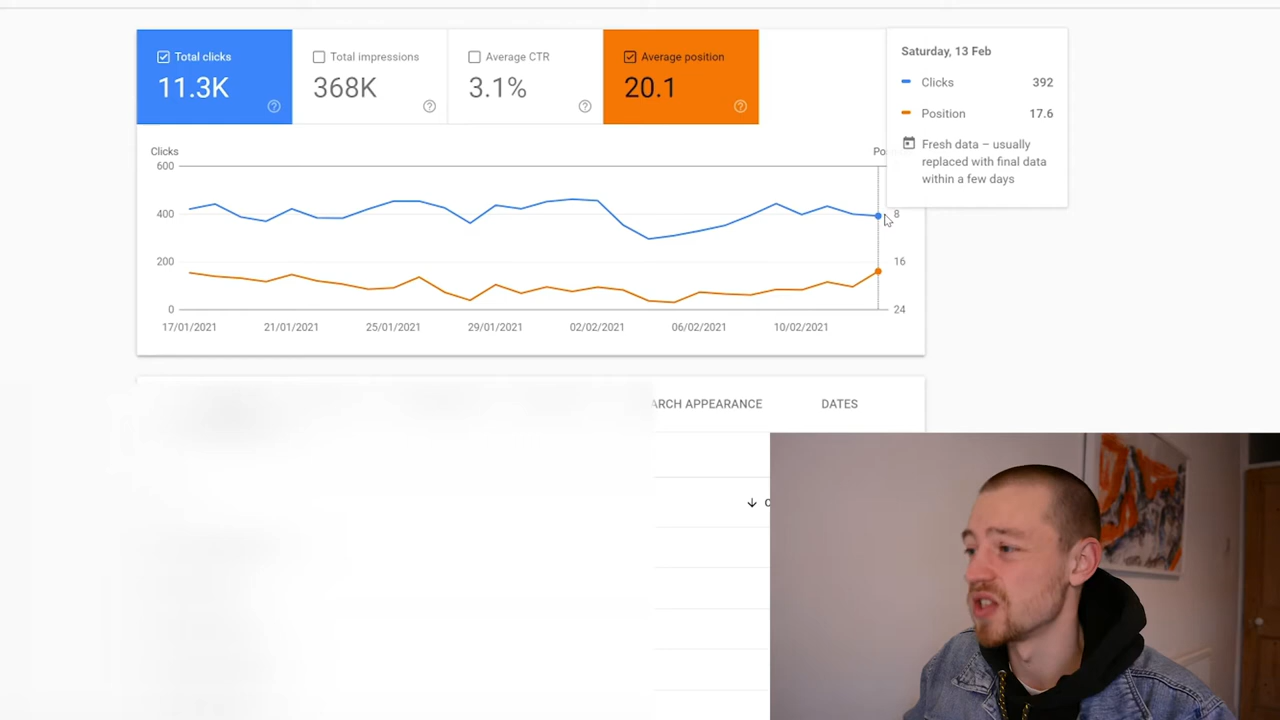 Total clicks
11.3K
Total impressions
368K
Average CTR
3.1%
Average position
20.1
Saturday, 13 Feb
Clicks 392
Position 17.6
Fresh data – usually
replaced with final data
within a few days
Clicks
600
400
200
0
8
16
24
17/01/2021 21/01/2021 25/01/2021 29/01/2021 02/02/2021 06/02/2021 10/02/2021
APPEARANCE DATES